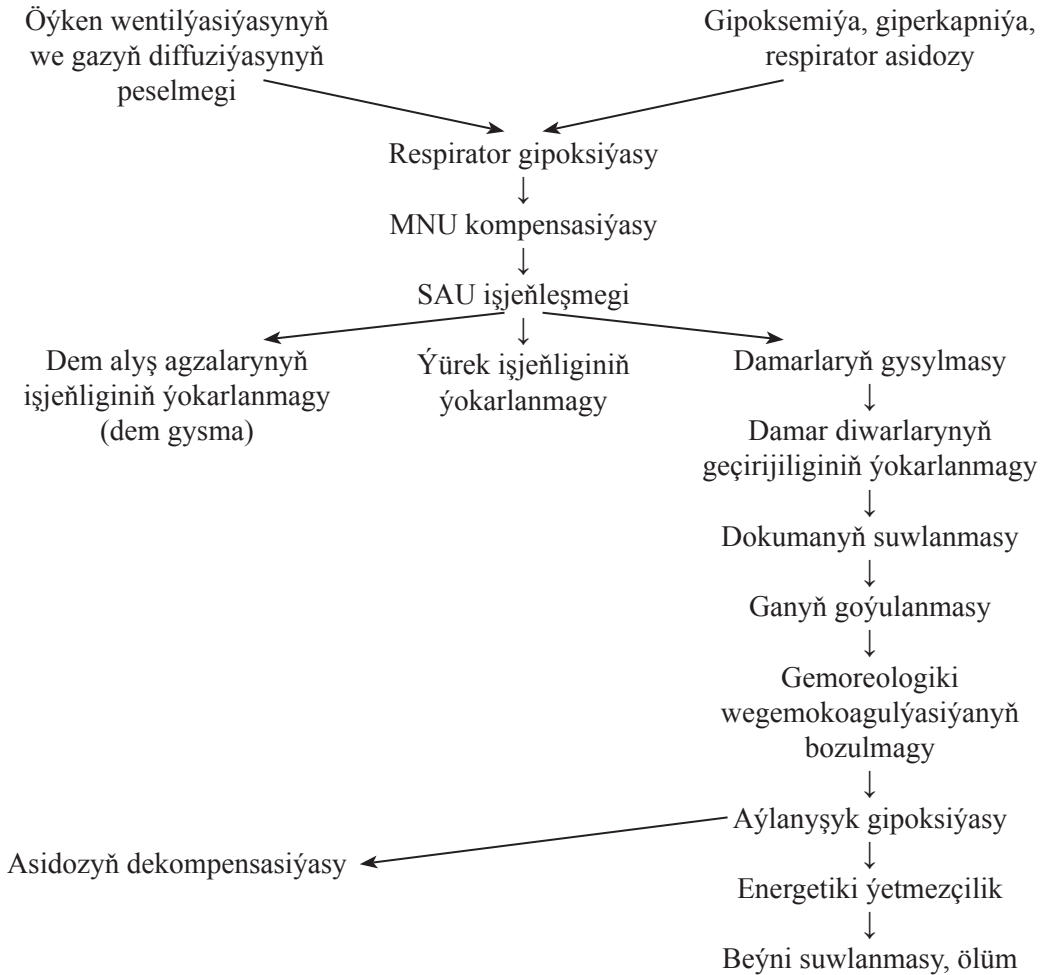 Öýken wentilýasiýasynyň
we gazyň diffuziýasynyň
peselmegi
Gipoksemiýa, giperkapniýa,
respirator asidozy
Respirator gipoksiýasy
↓
MNU kompensasiýasy
↓
SAU işjeňleşmegi
↓
Dem alyş agzalarynyň
işjeňliginiň ýokarlanmagy
(dem gysma)
Ýürek işjeňliginiň
ýokarlanmagy
Damarlaryň gysylmasy
↓
Damar diwarlarynyň
geçirijiliginiň ýokarlanmagy
↓
Dokumanyň suwlanmasy
↓
Ganyň goýulanmasy
↓
Gemoreologiki
wegemokoagulýasiýanyň
bozulmagy
↓
Aýlanyşyk gipoksiýasy
Asidozyň dekompensasiýasy
↓
Energetiki ýetmezçilik
↓
Beýni suwlanmasy, ölüm